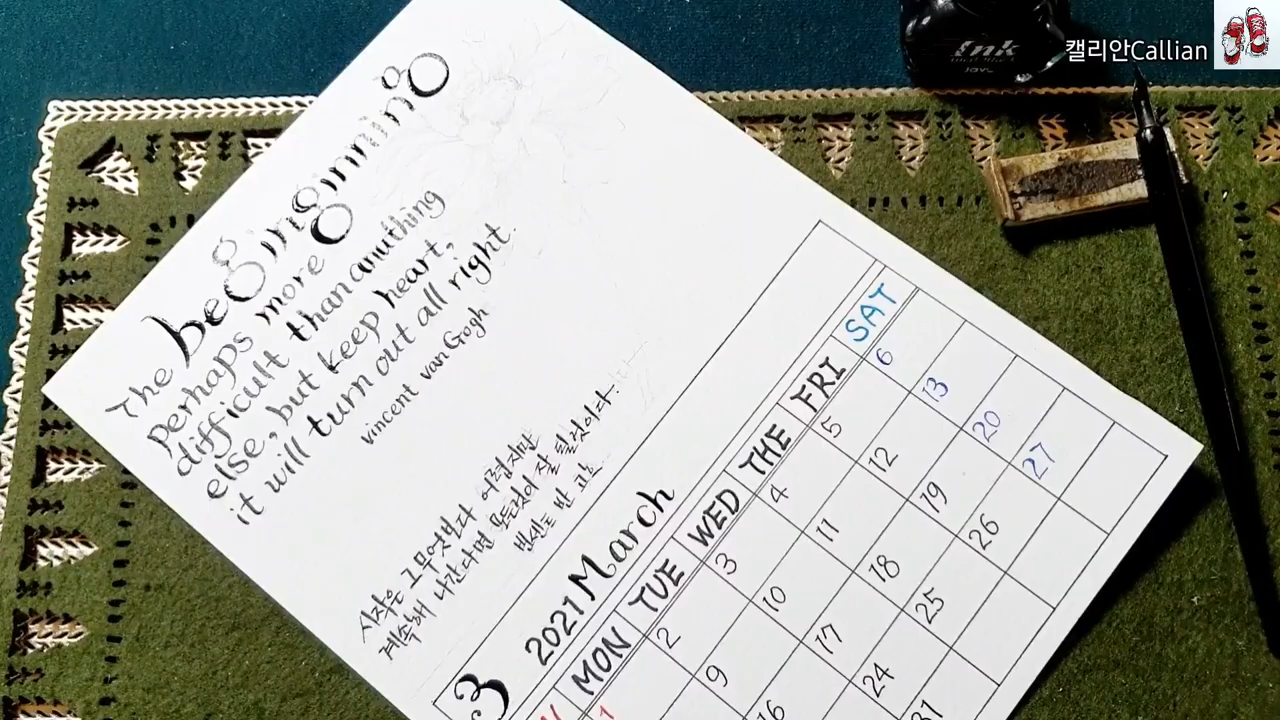 The begingnning
perhaps more
difficult than anuthing
else, but keep heart,
it will turn out all right.
vincent van Gogh
시작은 그 무엇보다 어렵지만
계속해 나간다면 모든것이 잘 될것이다.
빈센트 반 고흐
3 2021 March
MON TUE WED THE FRI SAT
1 2 3 4 5 6
9 10 11 12 13
16 17 18 19 20
24 25 26 27
31
Ink
캘리안Callian